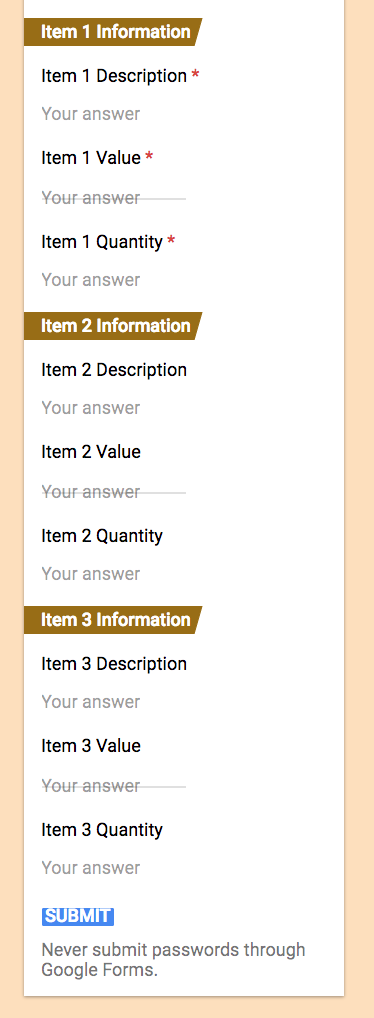 Item 1 Information
Item 1 Description *
Your answer
Item 1 Value *
Your answer
Item 1 Quantity *
Your answer
Item 2 Information
Item 2 Description
Your answer
Item 2 Value
Your answer
Item 2 Quantity
Your answer
Item 3 Information
Item 3 Description
Your answer
Item 3 Value
Your answer
Item 3 Quantity
Your answer
SUBMIT
Never submit passwords through
Google Forms.